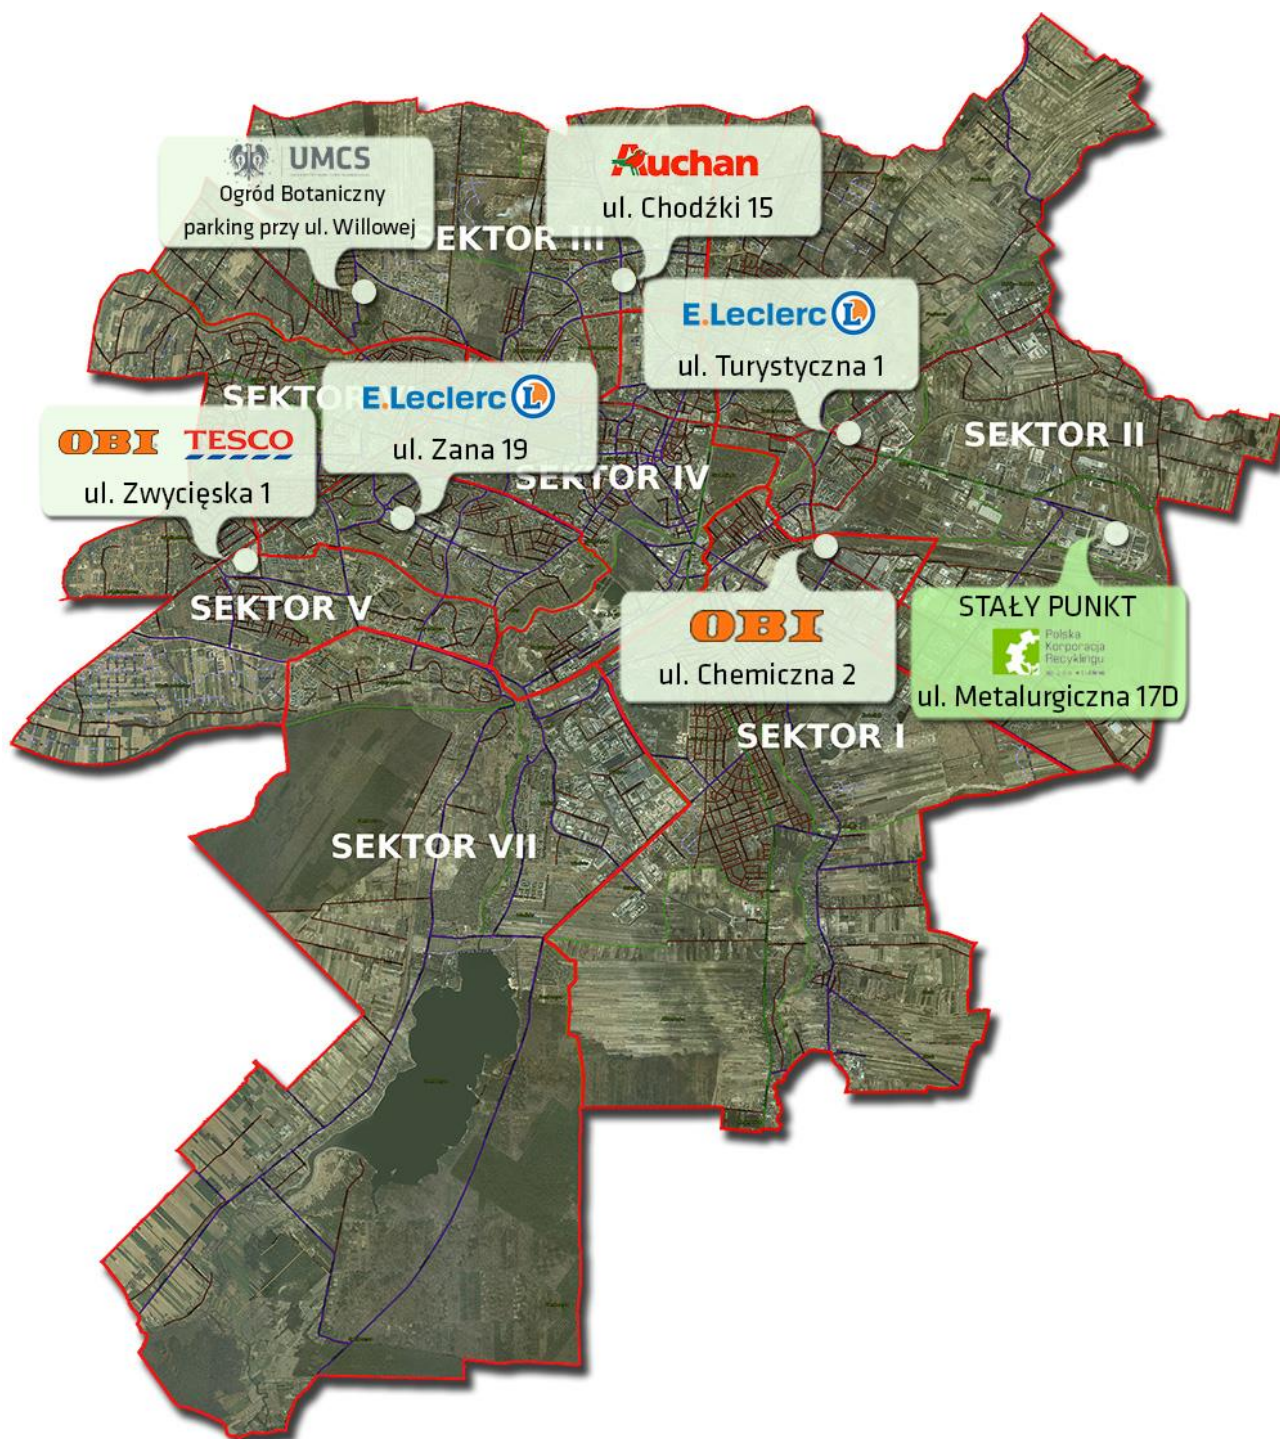 UMCS
Ogród Botaniczny
parking przy ul. Willowej
Auchan
ul. Chodźki 15
SEKTOR III
E.Leclerc L
ul. Turystyczna 1
SEKTOR
E.Leclerc L
ul. Zana 19
SEKTOR II
OBI TESCO
ul. Zwycięska 1
SEKTOR IV
SEKTOR V
OBI
ul. Chemiczna 2
STAŁY PUNKT
Polska
Korporacja
Recyklingu
ul. Metalurgiczna 17D
SEKTOR I
SEKTOR VII